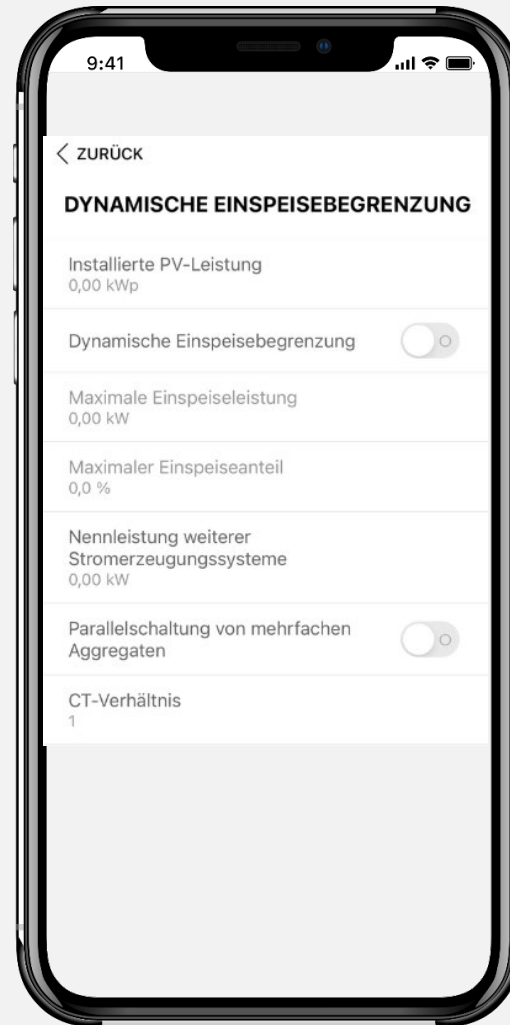 9:41
ZURÜCK
DYNAMISCHE EINSPEISEBEGRENZUNG
Installierte PV-Leistung
0,00 kWp
Dynamische Einspeisebegrenzung
Maximale Einspeiseleistung
0,00 kW
Maximaler Einspeiseanteil
0,0 %
Nennleistung weiterer
Stromerzeugungssysteme
0,00 kW
Parallelschaltung von mehrfachen
Aggregaten
CT-Verhältnis
1